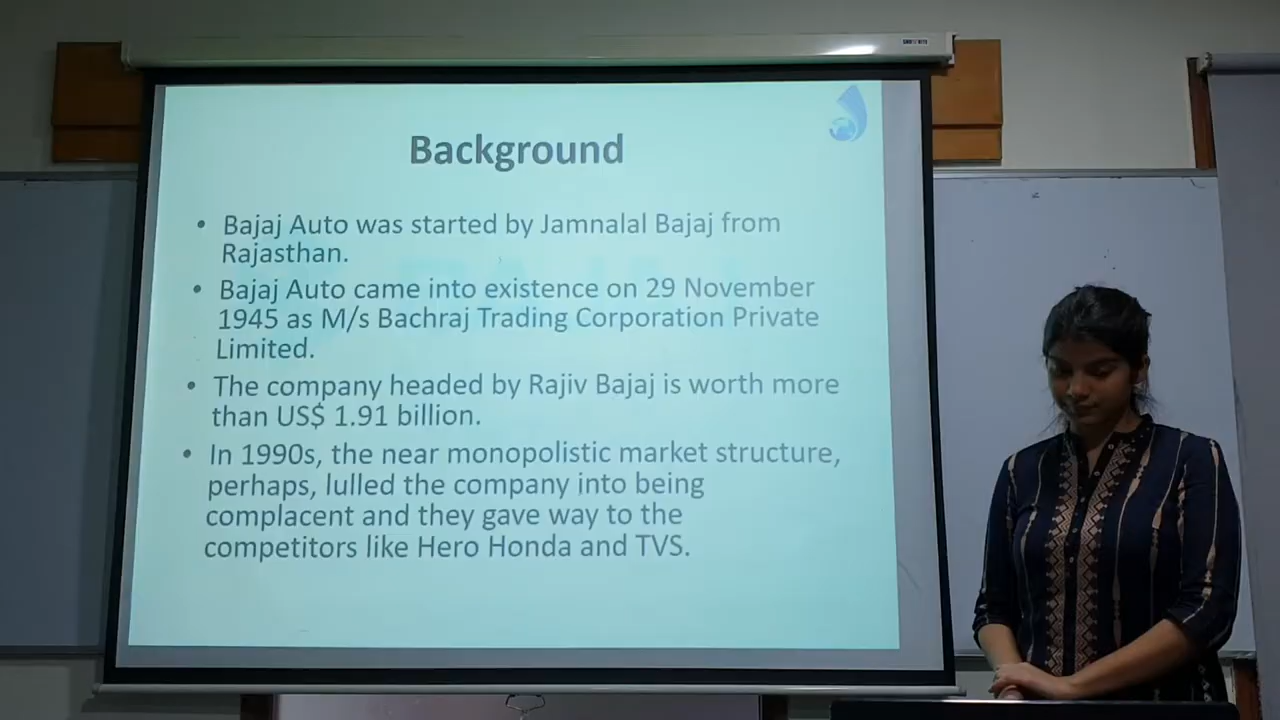 Background
• Bajaj Auto was started by Jamnalal Bajaj from
Rajasthan.
• Bajaj Auto came into existence on 29 November
1945 as M/s Bachraj Trading Corporation Private
Limited.
• The company headed by Rajiv Bajaj is worth more
than US$ 1.91 billion.
• In 1990s, the near monopolistic market structure,
perhaps, lulled the company into being
complacent and they gave way to the
competitors like Hero Honda and TVS.